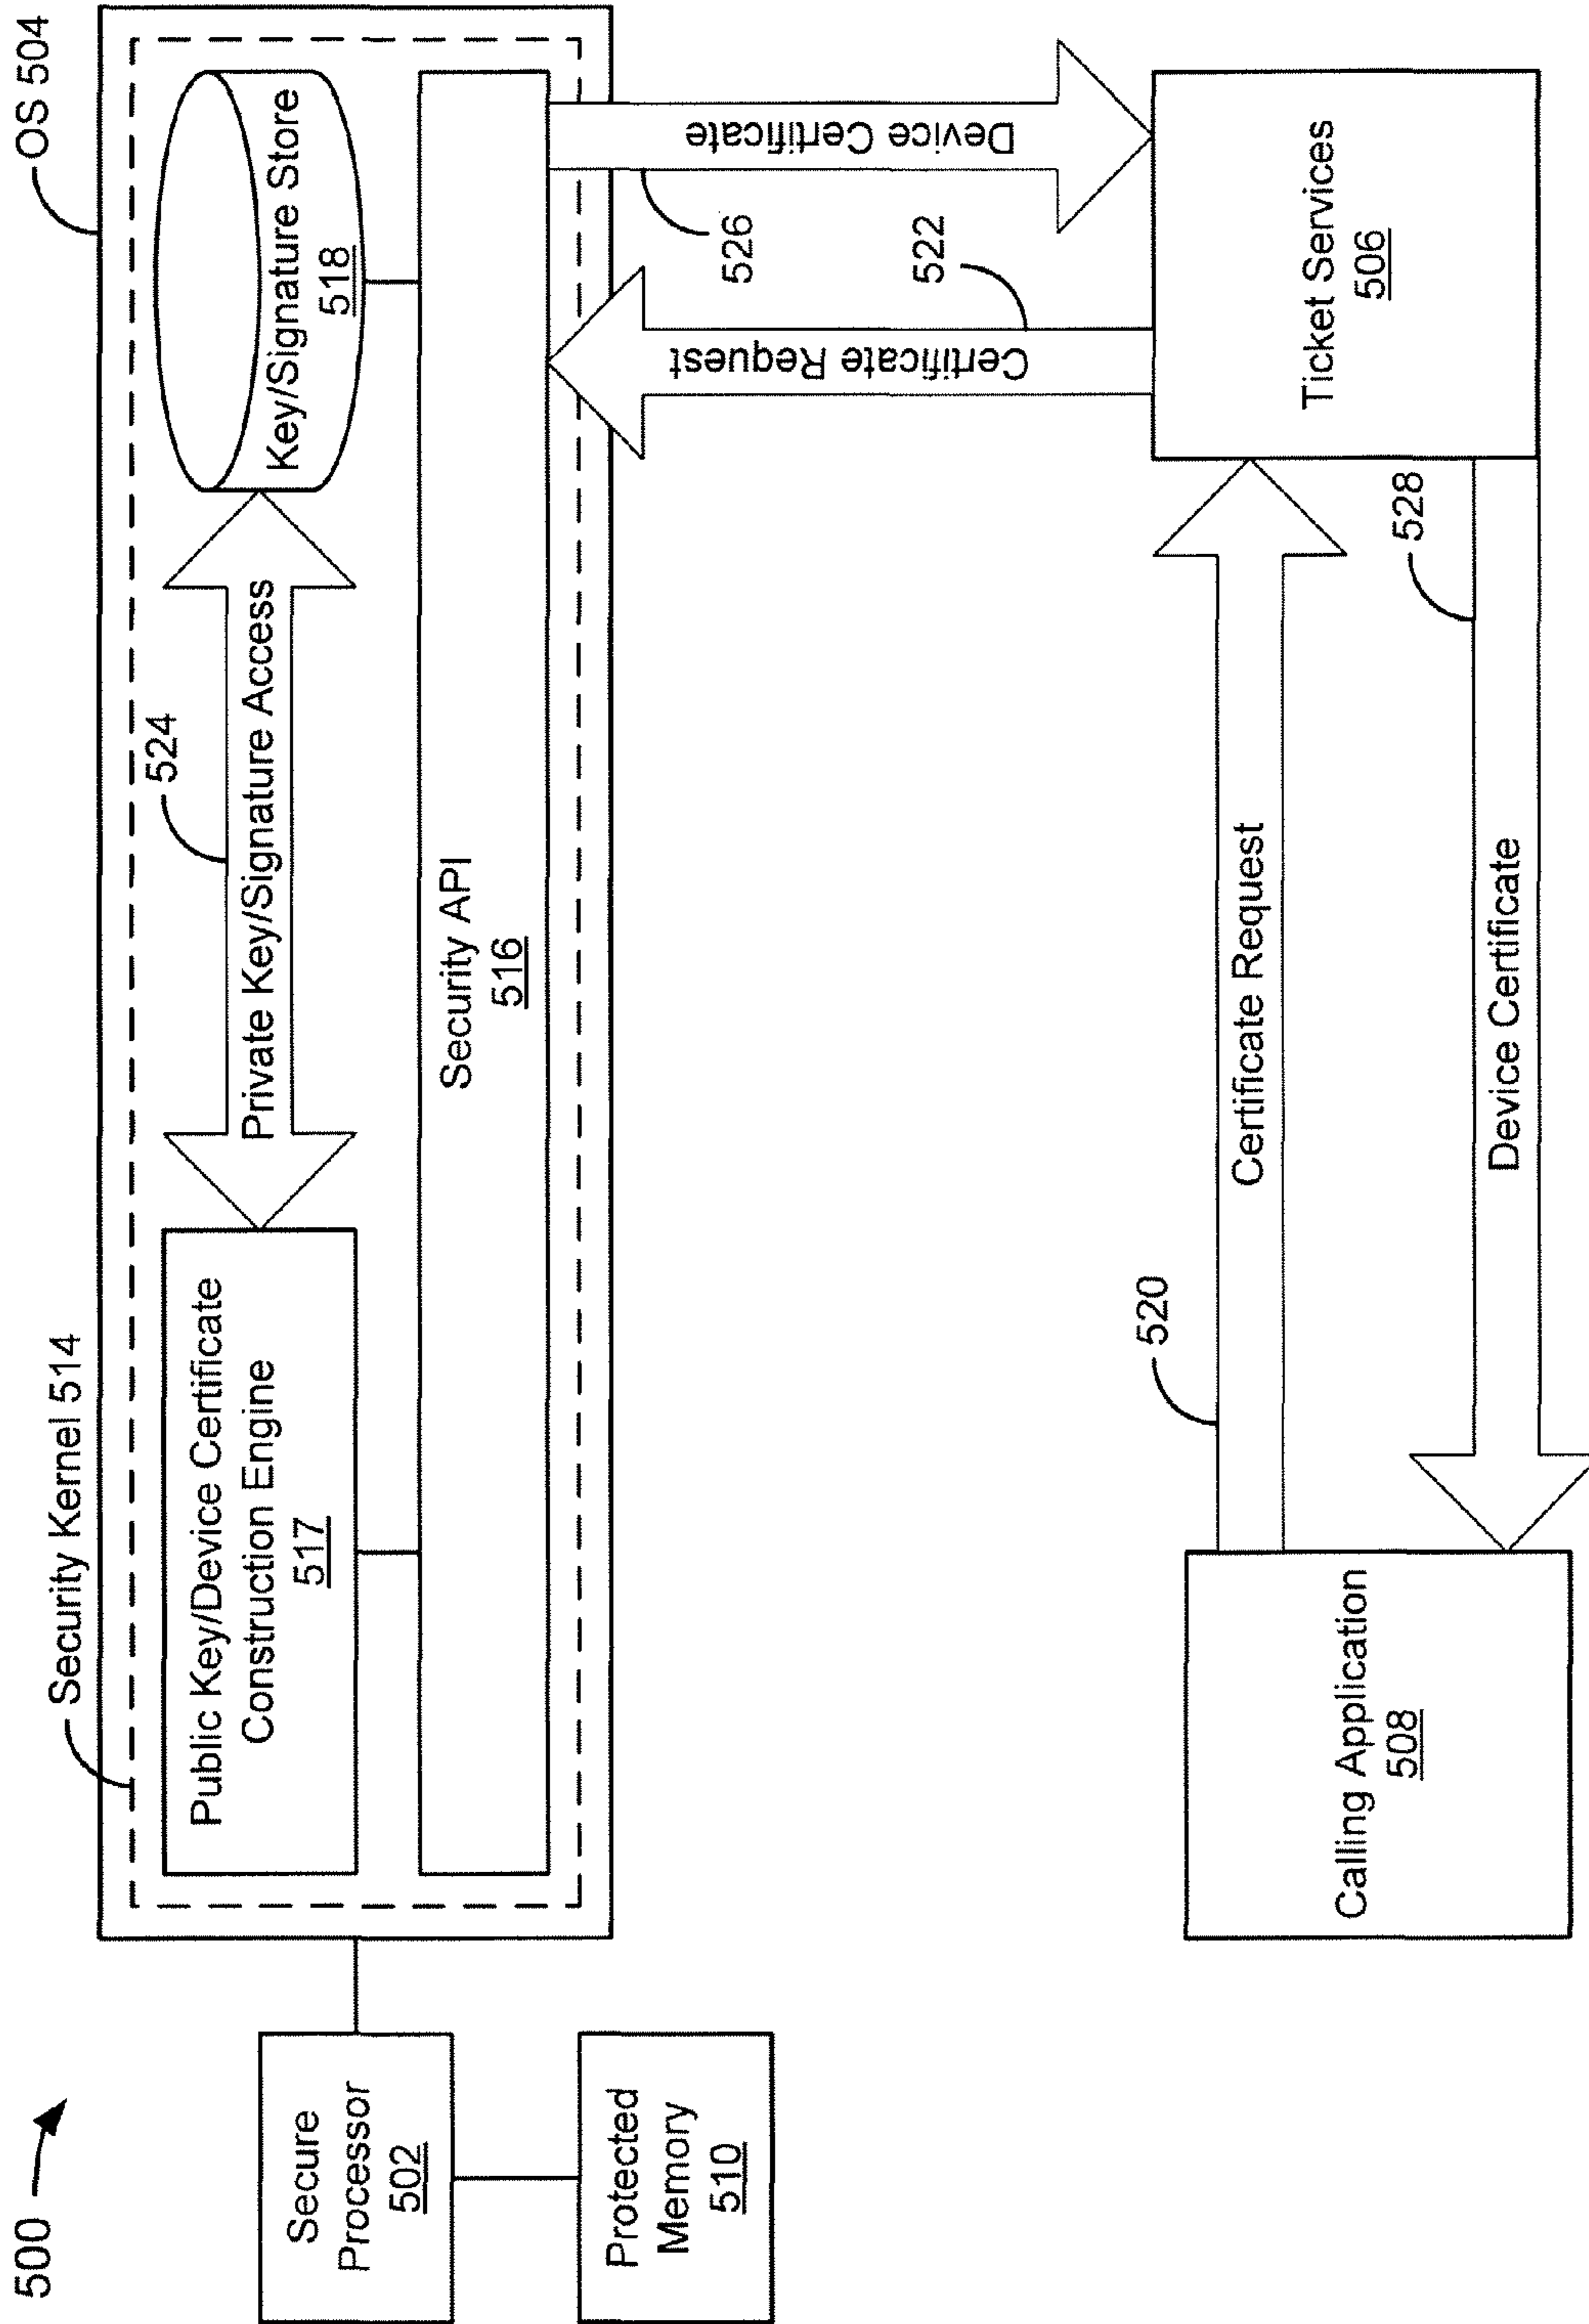 500
Secure
Processor
502
Protected
Memory
510
OS 504
Security Kernel 514
Public Key/Device Certificate
Construction Engine
517
524
Private Key/Signature Access
Key/Signature Store
518
Security API
516
526
Device Certificate
522
Certificate Request
520
Certificate Request
528
Device Certificate
Calling Application
508
Ticket Services
506